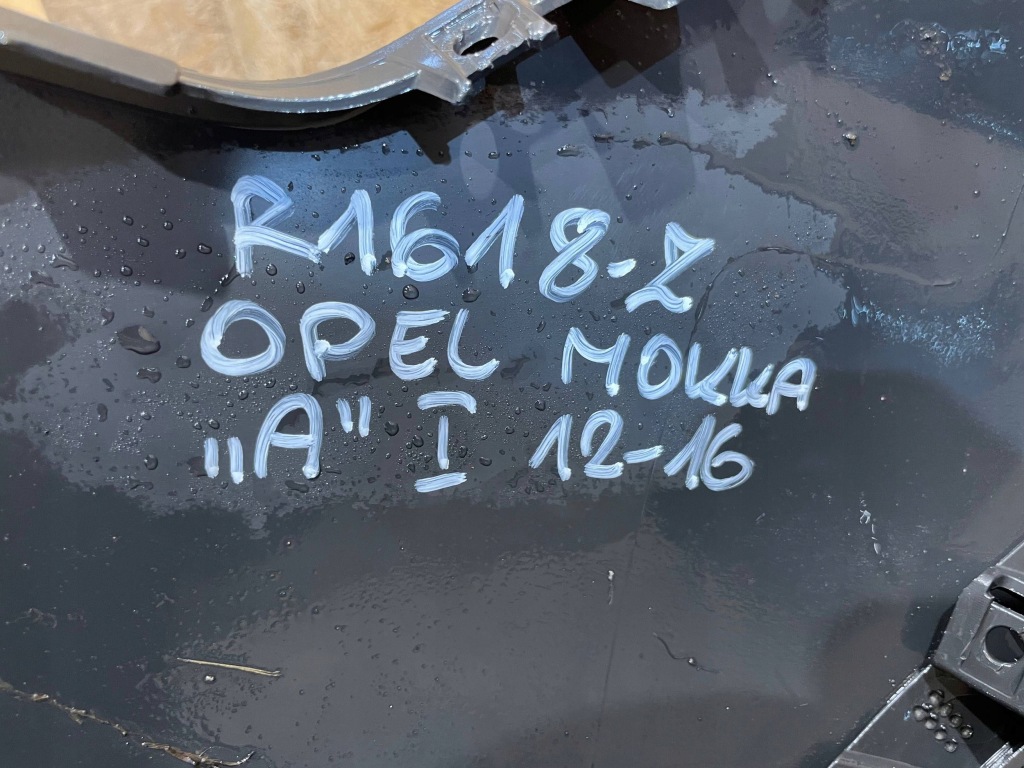 R1618-Z
OPEL MOKKA
„A" I 12-16